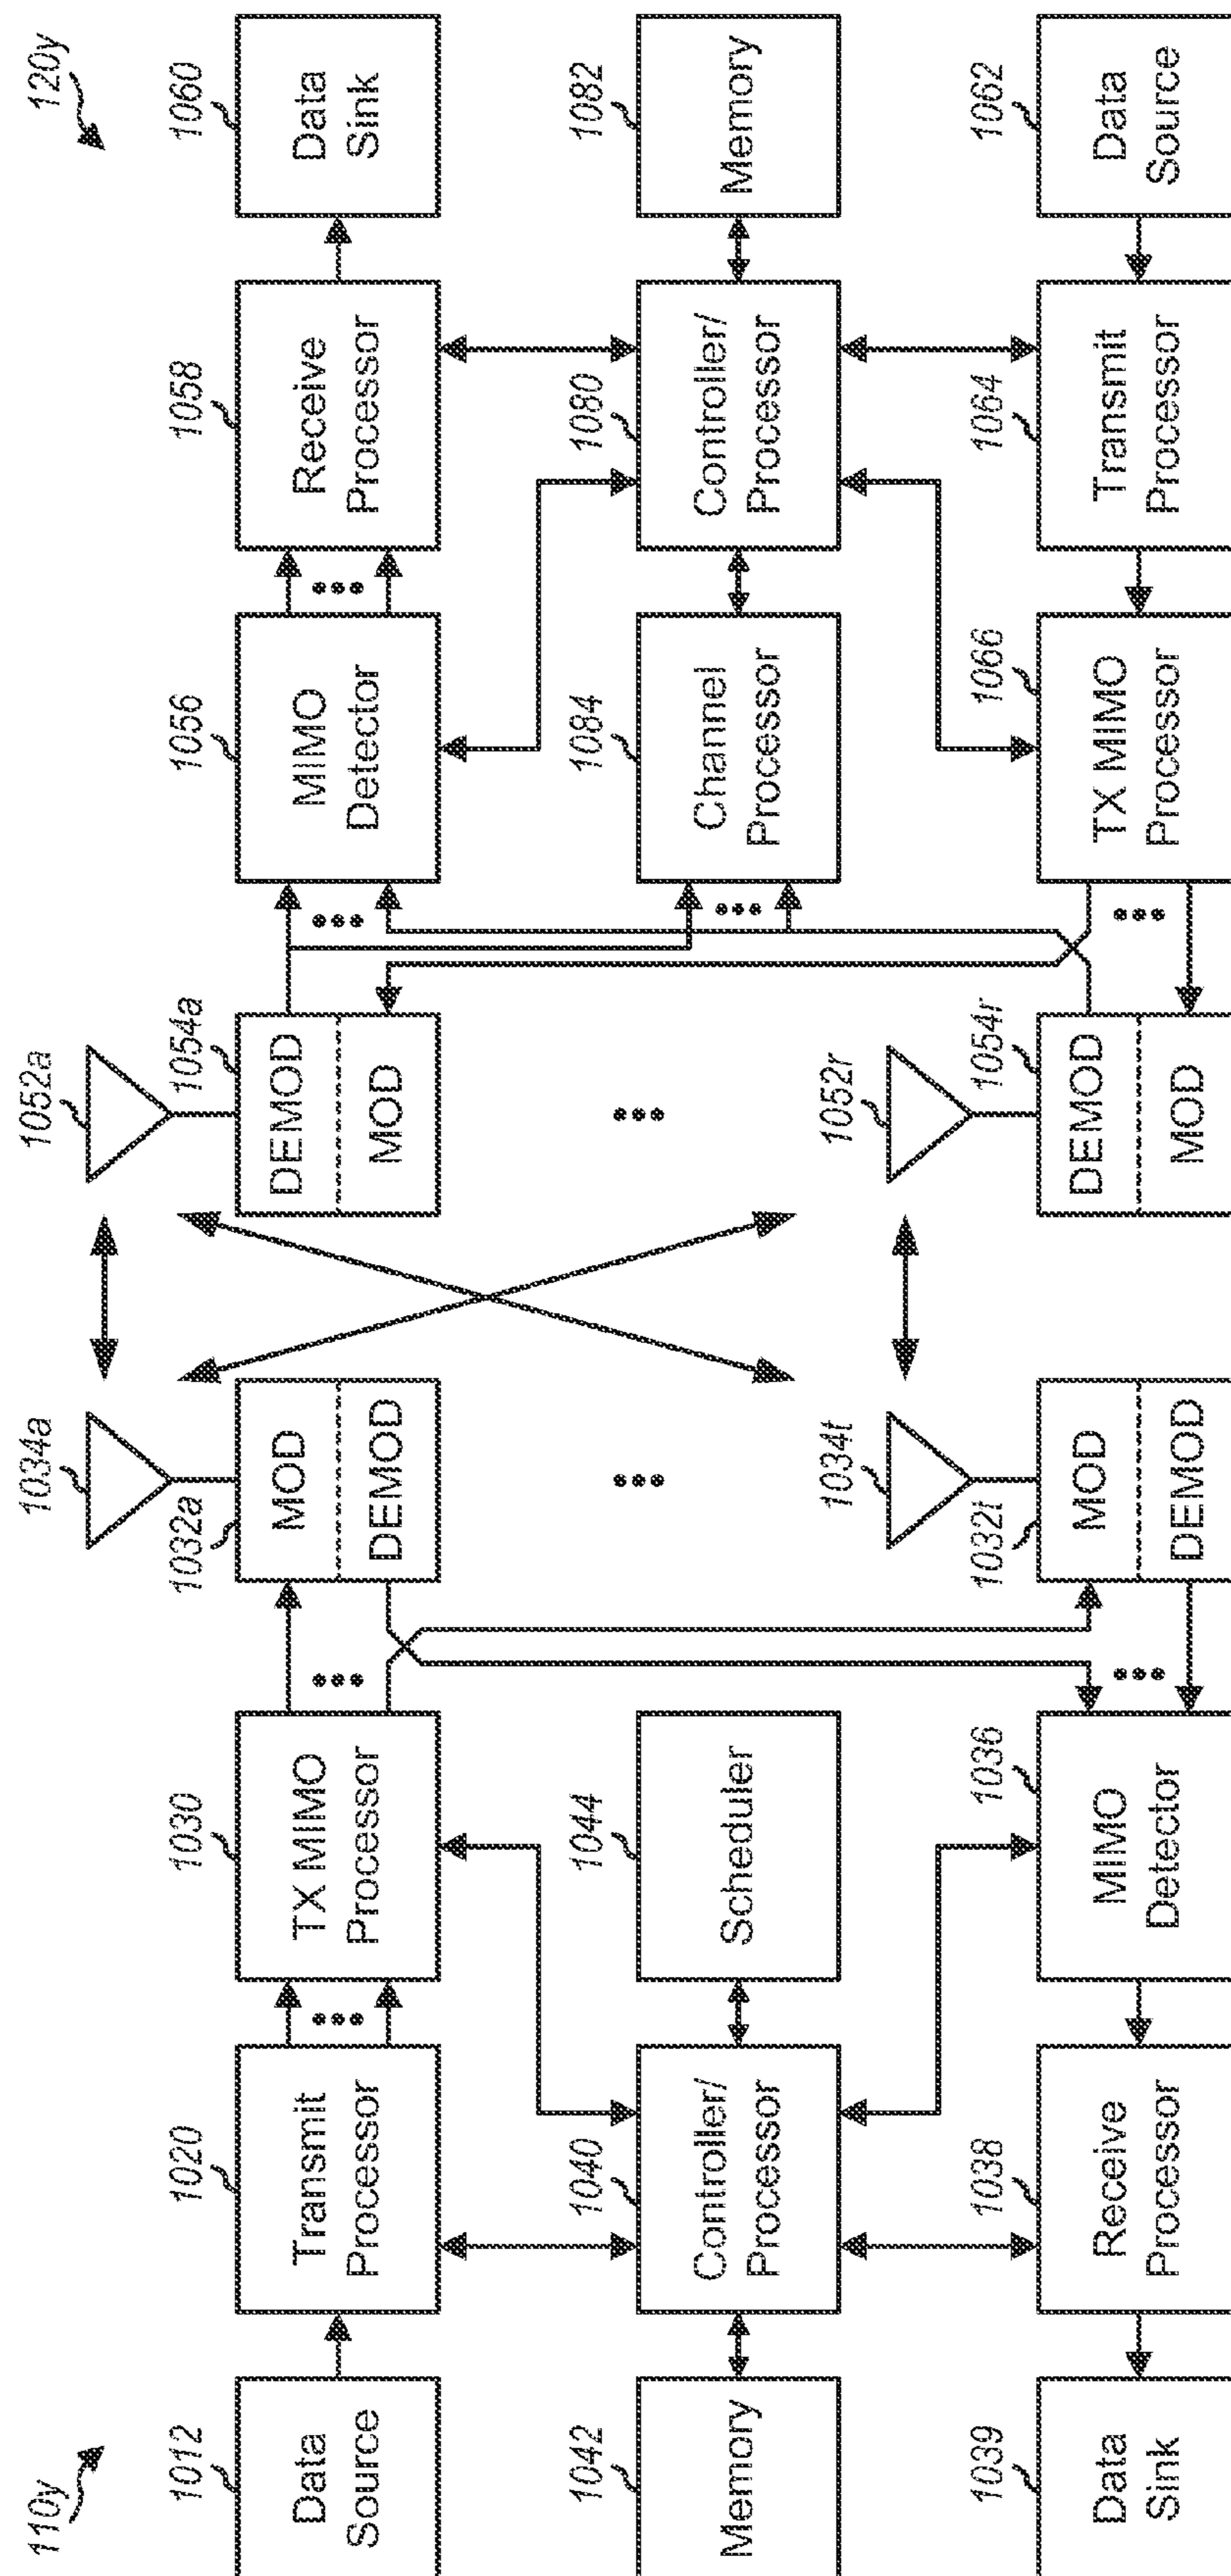 110y
120y
1012
Data
Source
1020
Transmit
Processor
1030
TX MIMO
Processor
1034a
1032a
MOD
DEMOD
1052a
1054a
DEMOD
MOD
1056
MIMO
Detector
1058
Receive
Processor
1060
Data
Sink
1042
Memory
1040
Controller/
Processor
1044
Scheduler
1084
Channel
Processor
1080
Controller/
Processor
1082
Memory
1039
Data
Sink
1038
Receive
Processor
1036
MIMO
Detector
1034t
1032t
MOD
DEMOD
1052r
1054r
DEMOD
MOD
1066
TX MIMO
Processor
1064
Transmit
Processor
1062
Data
Source